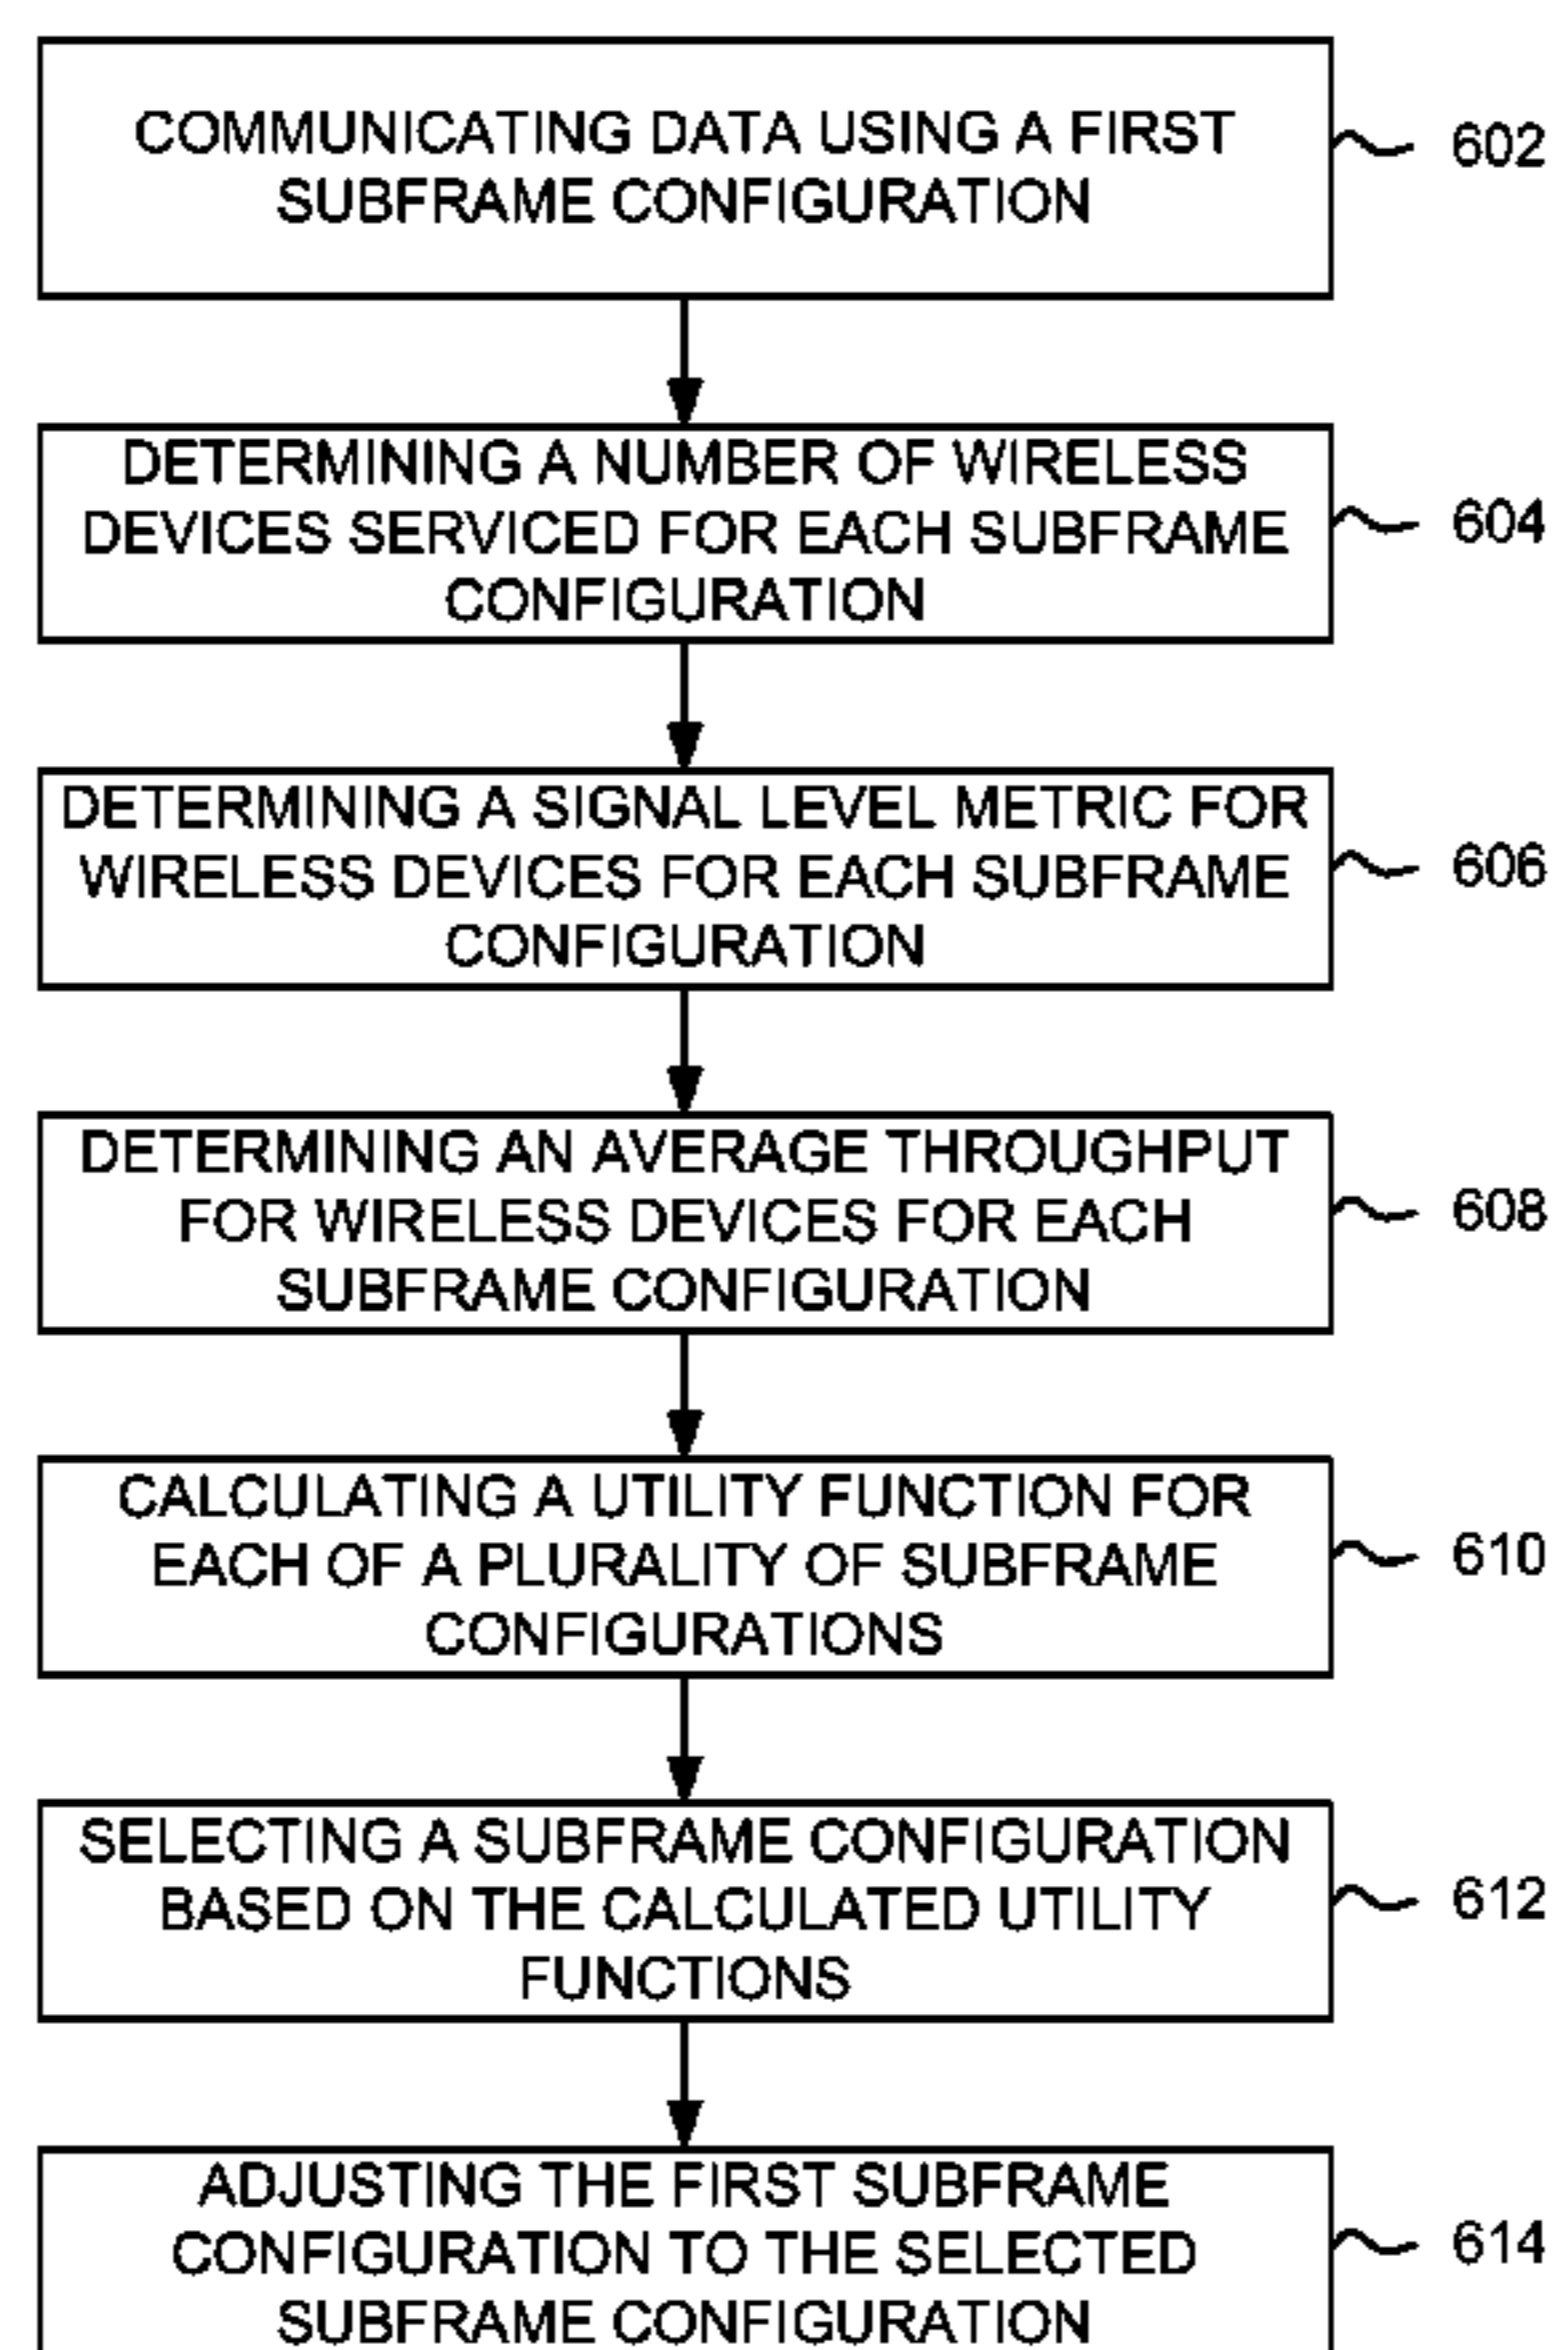 COMMUNICATING DATA USING A FIRST
SUBFRAME CONFIGURATION
602
DETERMINING A NUMBER OF WIRELESS
DEVICES SERVICED FOR EACH SUBFRAME
CONFIGURATION
604
DETERMINING A SIGNAL LEVEL METRIC FOR
WIRELESS DEVICES FOR EACH SUBFRAME
CONFIGURATION
606
DETERMINING AN AVERAGE THROUGHPUT
FOR WIRELESS DEVICES FOR EACH
SUBFRAME CONFIGURATION
608
CALCULATING A UTILITY FUNCTION FOR
EACH OF A PLURALITY OF SUBFRAME
CONFIGURATIONS
610
SELECTING A SUBFRAME CONFIGURATION
BASED ON THE CALCULATED UTILITY
FUNCTIONS
612
ADJUSTING THE FIRST SUBFRAME
CONFIGURATION TO THE SELECTED
SUBFRAME CONFIGURATION
614